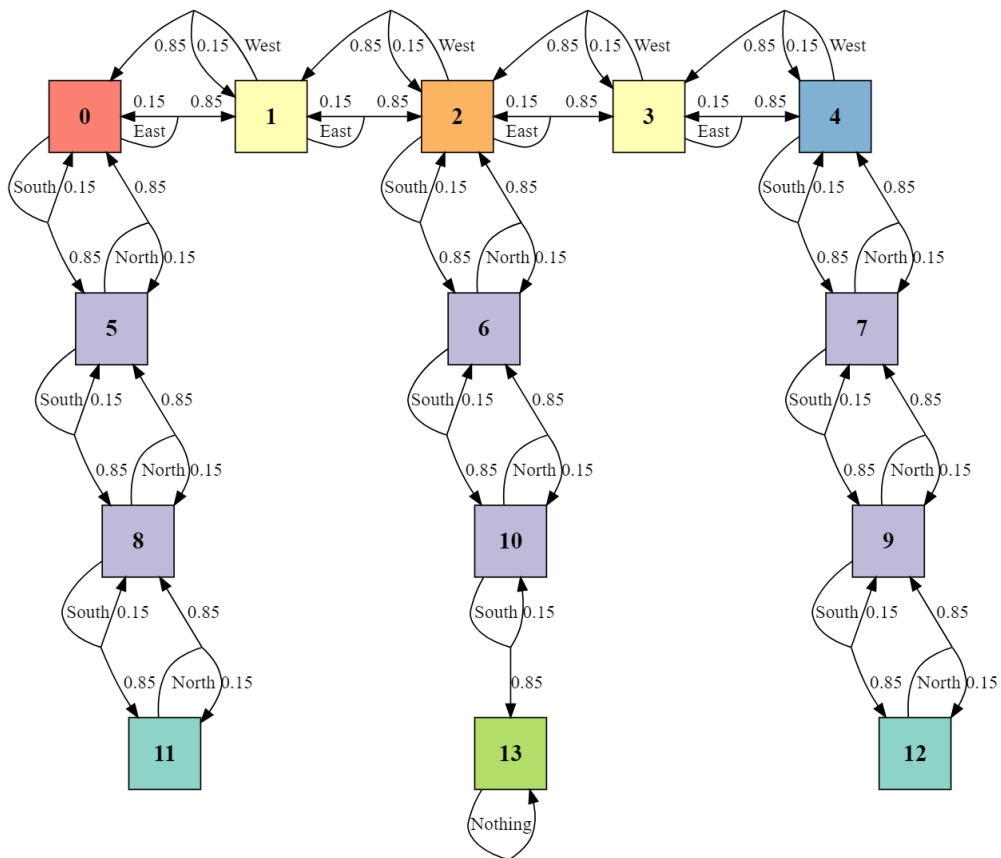 0.85 0.15 West 0.85 0.15 West 0.85 0.15 West 0.85 0.15 West
0 0.15 0.85 1 0.15 0.85 2 0.15 0.85 3 0.15 0.85 4
East East East East
South 0.15 0.85 South 0.15 0.85 South 0.15 0.85
0.85 North 0.15 0.85 North 0.15 0.85 North 0.15
5 6 7
South 0.15 0.85 South 0.15 0.85 South 0.15 0.85
0.85 North 0.15 0.85 North 0.15 0.85 North 0.15
8 10 9
South 0.15 0.85 South 0.15 South 0.15 0.85
0.85 North 0.15 0.85 0.85 North 0.15
11 13 12
Nothing